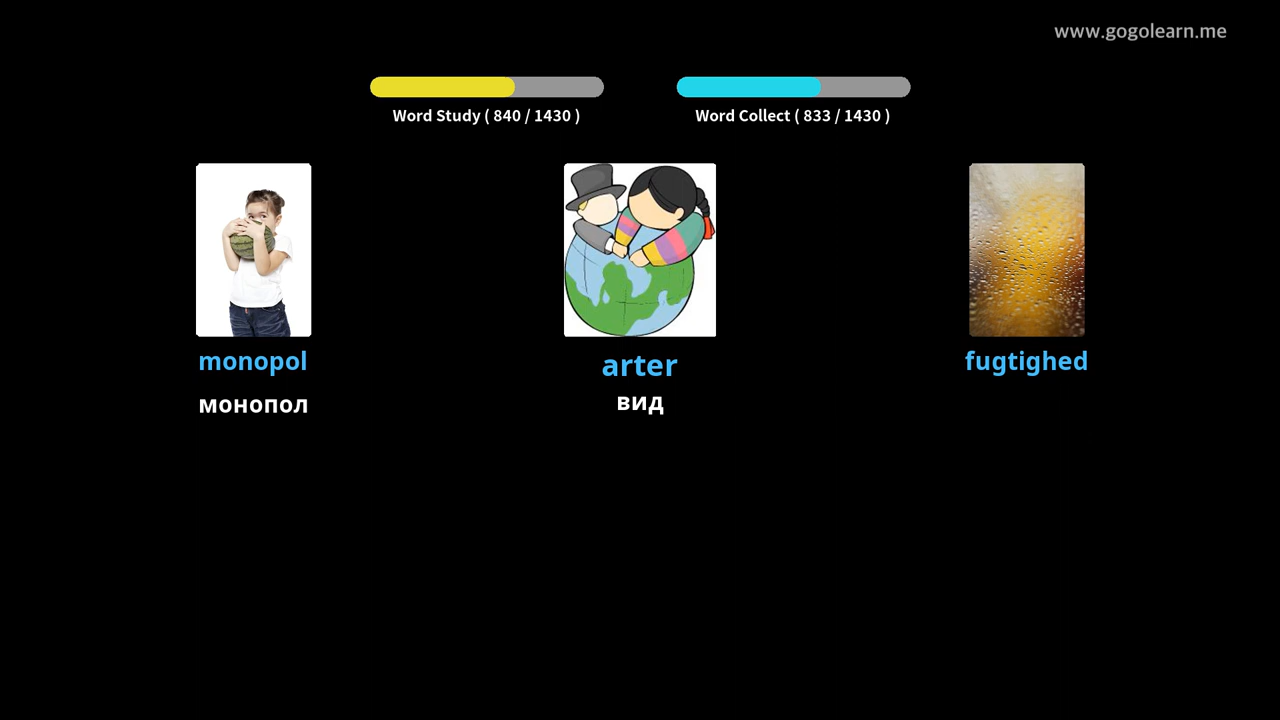 www.gogolearn.me
Word Study ( 840 / 1430 )
Word Collect ( 833 / 1430 )
monopol
arter
fugtighed
монопол
вид